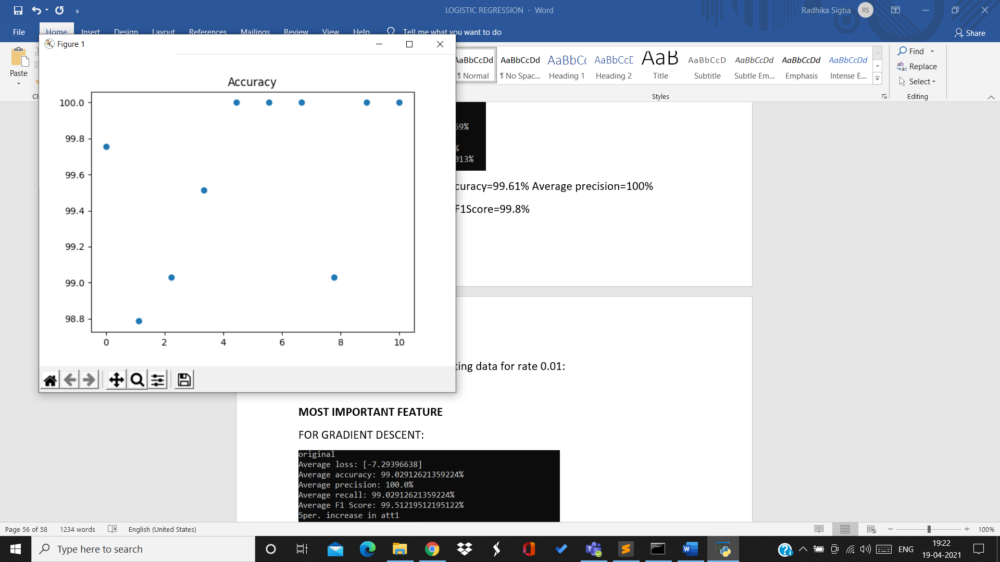 LOGISTIC REGRESSION - Word
Radhika Sigtia RS
File Home Insert Design Layout References Mailings Review View Help Tell me what you want to do
Share
Figure 1
Paste
AaBbCcDd AaBbCcDd AaBbC AaBbCcD AaB AaBbCcD AaBbCcDd AaBbCcDd AaBbCcDd
¶ Normal ¶ No Spac... Heading 1 Heading 2 Title Subtitle Subtle Em... Emphasis Intense E...
Styles
Find
Replace
Select
Editing
Accuracy
100.0
99.8
99.6
99.4
99.2
99.0
98.8
0 2 4 6 8 10
69%
%
013%
curacy=99.61% Average precision=100%
F1Score=99.8%
ting data for rate 0.01:
MOST IMPORTANT FEATURE
FOR GRADIENT DESCENT:
original
Average loss: [-7.29396638]
Average accuracy: 99.02912621359224%
Average precision: 100.0%
Average recall: 99.02912621359224%
Average F1 Score: 99.51219512195122%
5per. increase in att1
Page 56 of 58 1234 words English (United States) 100%
Type here to search
ENG
19:22
19-04-2021